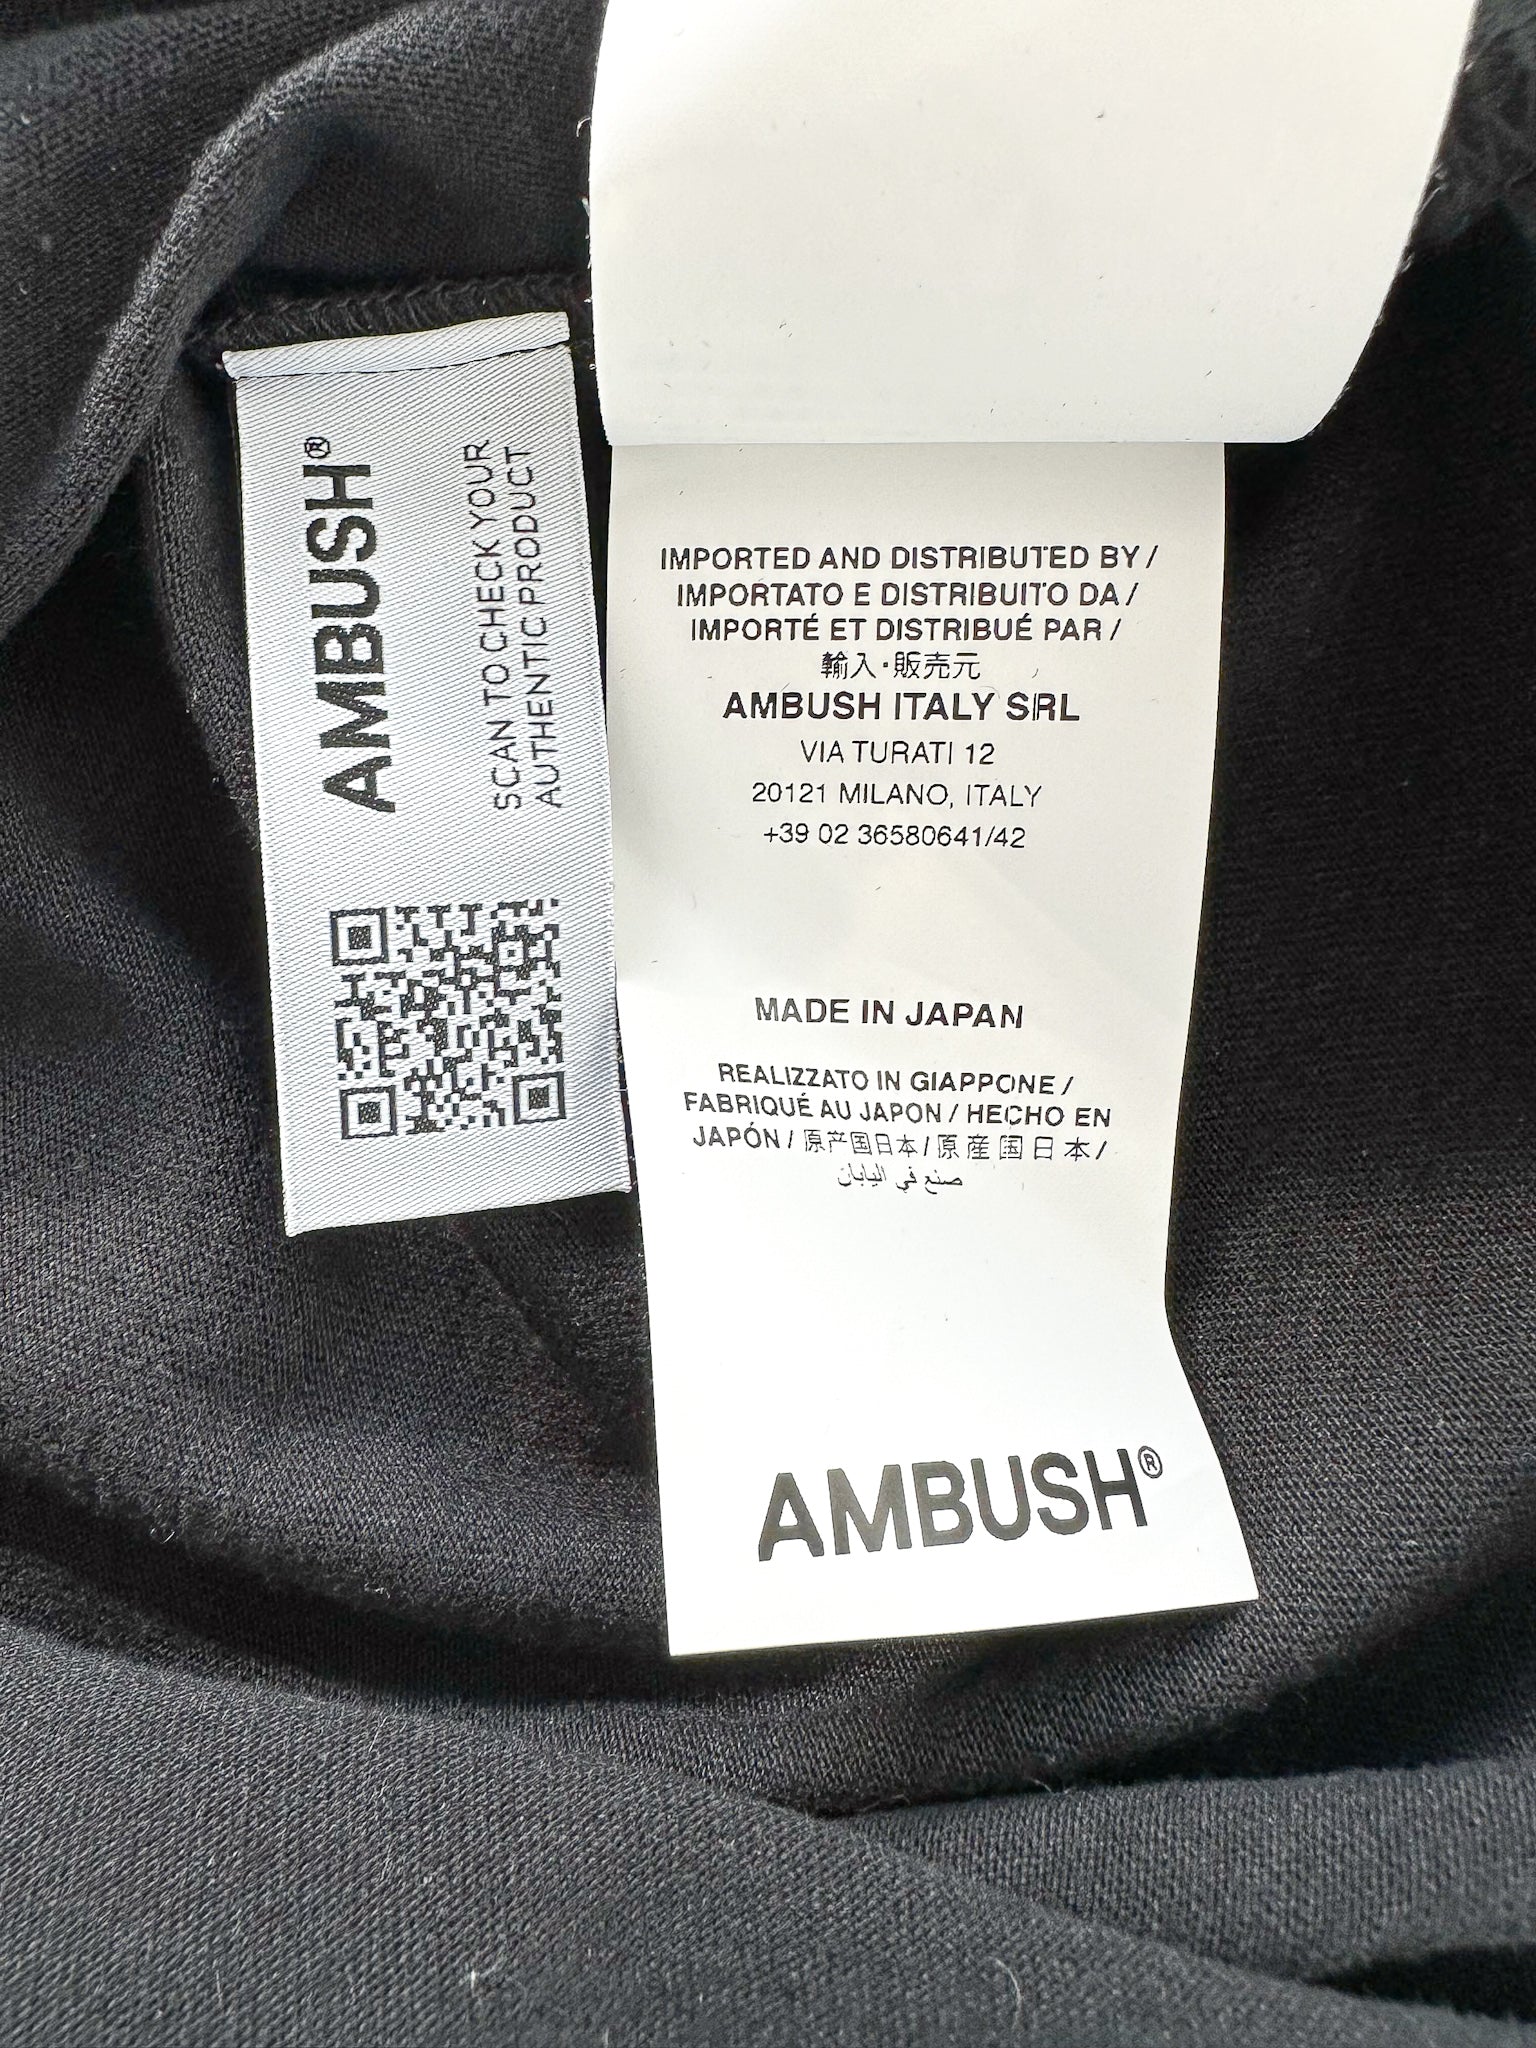 AMBUSH®
SCAN TO CHECK YOUR
AUTHENTIC PRODUCT
IMPORTED AND DISTRIBUTED BY /
IMPORTATO E DISTRIBUITO DA /
IMPORTÉ ET DISTRIBUÉ PAR /
輸入・販売元
AMBUSH ITALY SRL
VIA TURATI 12
20121 MILANO, ITALY
+39 02 36580641/42
MADE IN JAPAN
REALIZZATO IN GIAPPONE /
FABRIQUÉ AU JAPON / HECHO EN
JAPÓN / 原产国日本 / 原産国日本 /
صنع في اليابان
AMBUSH®